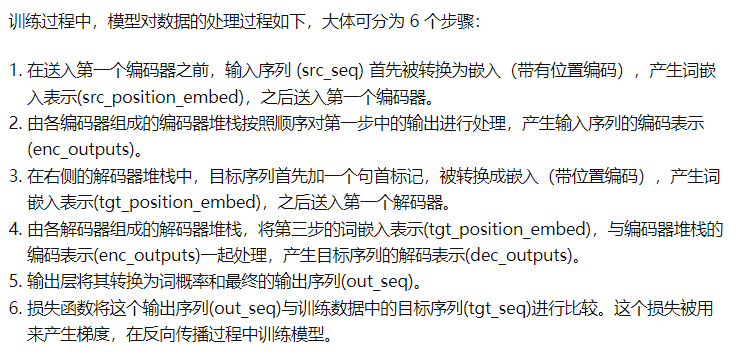 训练过程中，模型对数据的处理过程如下，大体可分为 6 个步骤：
1. 在送入第一个编码器之前，输入序列 (src_seq) 首先被转换为嵌入（带有位置编码），产生词嵌
入表示(src_position_embed)，之后送入第一个编码器。
2. 由各编码器组成的编码器堆栈按照顺序对第一步中的输出进行处理，产生输入序列的编码表示
(enc_outputs)。
3. 在右侧的解码器堆栈中，目标序列首先加一个句首标记，被转换成嵌入（带位置编码），产生词
嵌入表示(tgt_position_embed)，之后送入第一个解码器。
4. 由各解码器组成的解码器堆栈，将第三步的词嵌入表示(tgt_position_embed)，与编码器堆栈的
编码表示(enc_outputs)一起处理，产生目标序列的解码表示(dec_outputs)。
5. 输出层将其转换为词概率和最终的输出序列(out_seq)。
6. 损失函数将这个输出序列(out_seq)与训练数据中的目标序列(tgt_seq)进行比较。这个损失被用
来产生梯度，在反向传播过程中训练模型。